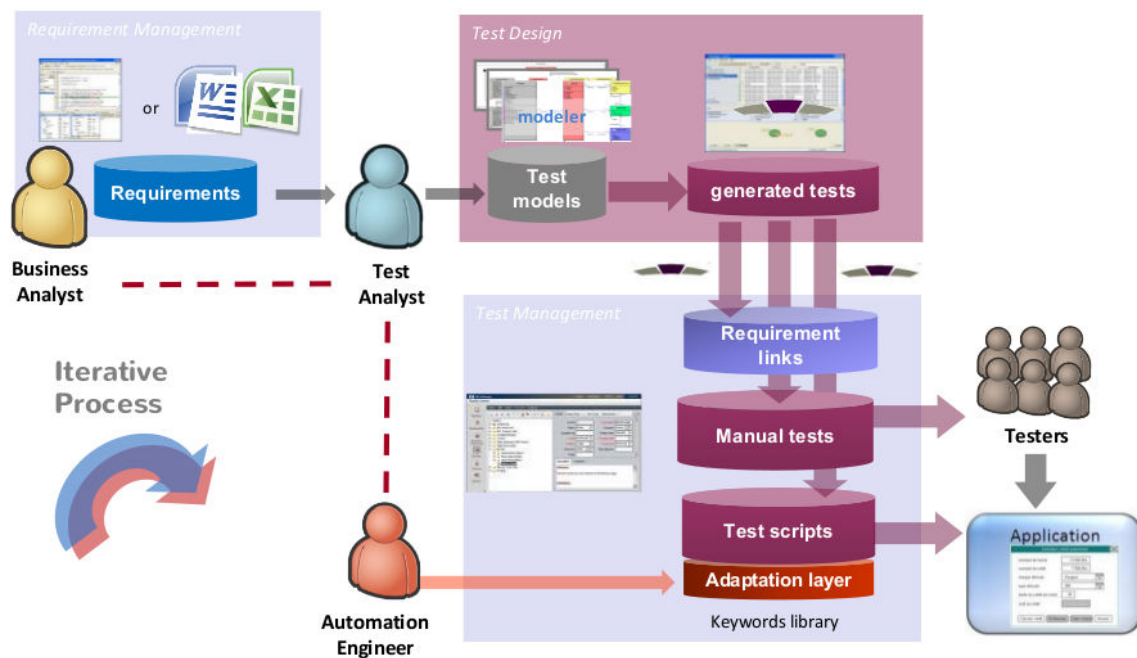 Requirement Management
Test Design
or
W
X
modeler
Requirements
Test
models
generated tests
Business
Analyst
Test
Analyst
Test Management
Requirement
links
Iterative
Process
Manual tests
Testers
Test scripts
Application
Adaptation layer
Automation
Engineer
Keywords library